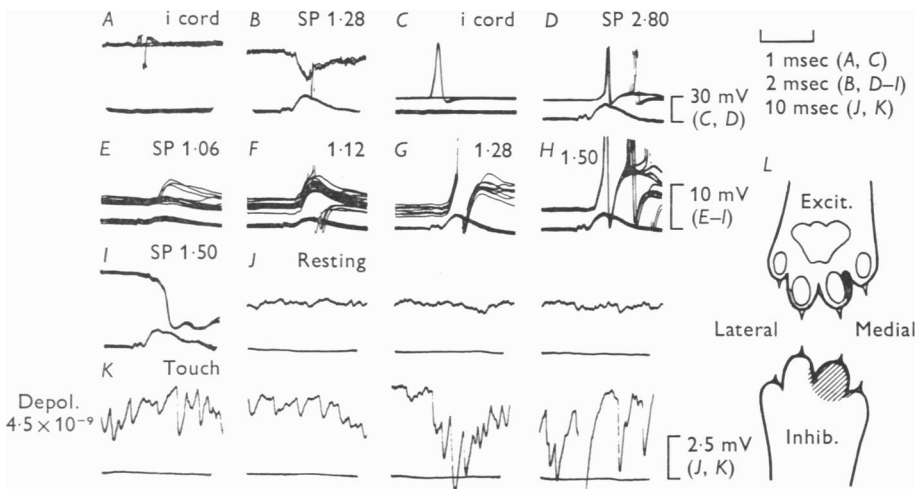 A i cord
B SP 1·28
C i cord
D SP 2·80
1 msec (A, C)
2 msec (B, D–I)
10 msec (J, K)
30 mV
(C, D)
E SP 1·06
F 1·12
G 1·28
H 1·50
10 mV
(E–I)
L
Excit.
I SP 1·50
J Resting
Lateral Medial
K Touch
Depol.
4·5 × 10⁻⁹
2·5 mV
(J, K)
Inhib.